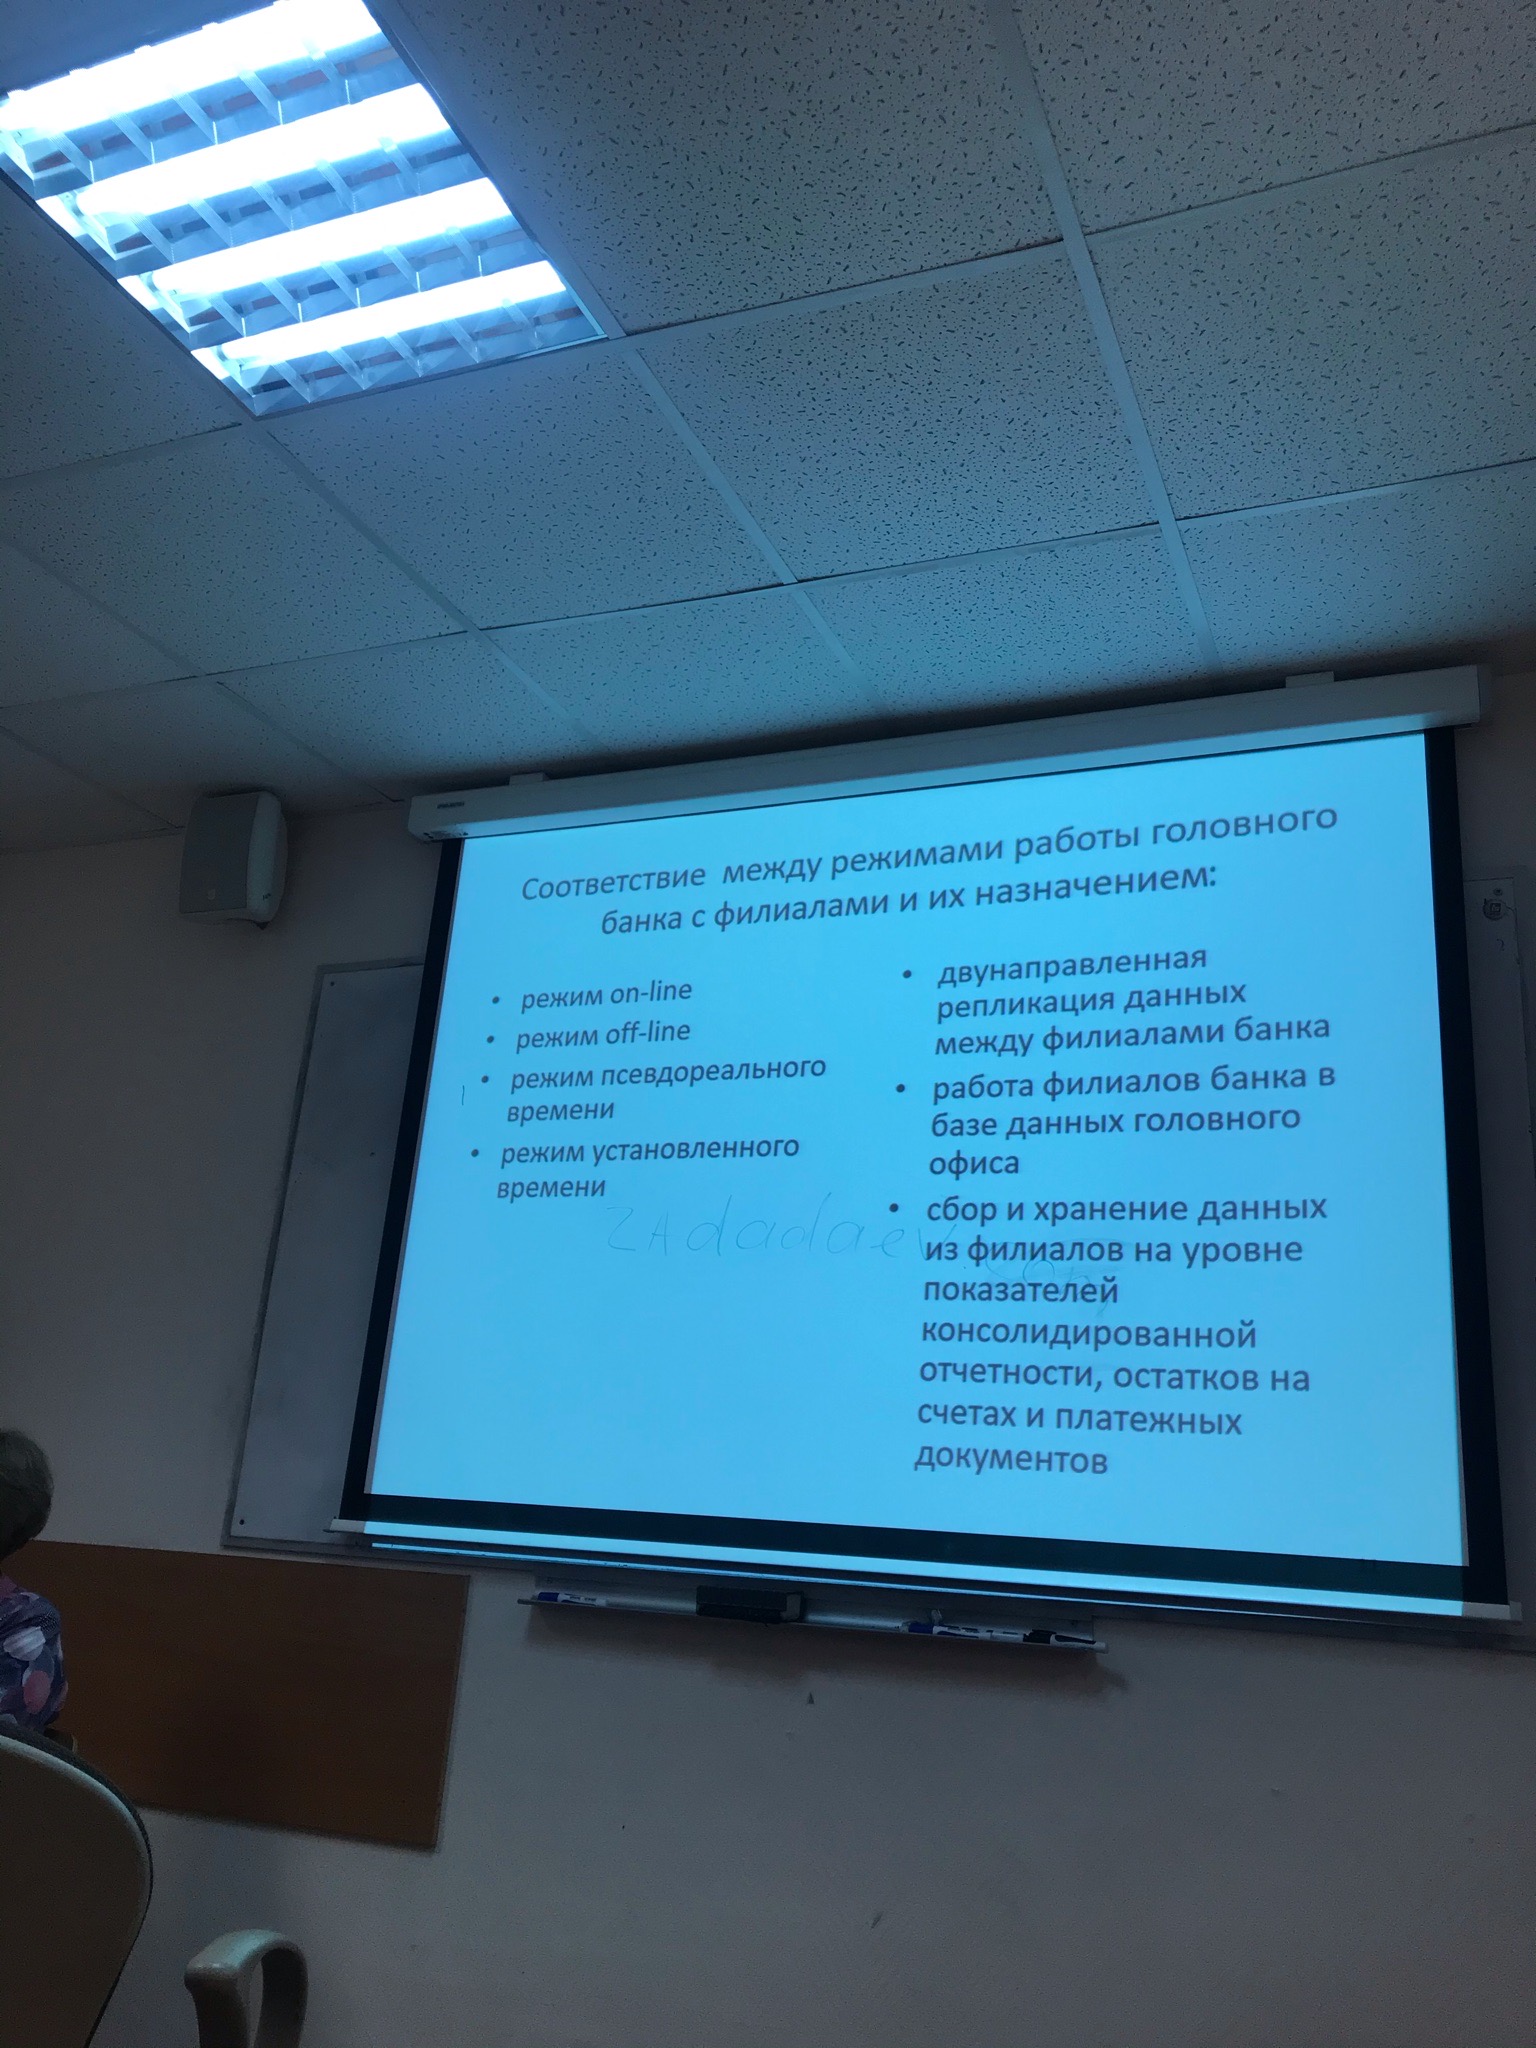 Соответствие между режимами работы головного
банка с филиалами и их назначением:
• режим on-line
• режим off-line
• режим псевдореального
времени
• режим установленного
времени
• двунаправленная
репликация данных
между филиалами банка
• работа филиалов банка в
базе данных головного
офиса
• сбор и хранение данных
из филиалов на уровне
показателей
консолидированной
отчетности, остатков на
счетах и платежных
документов
ZAdadaev